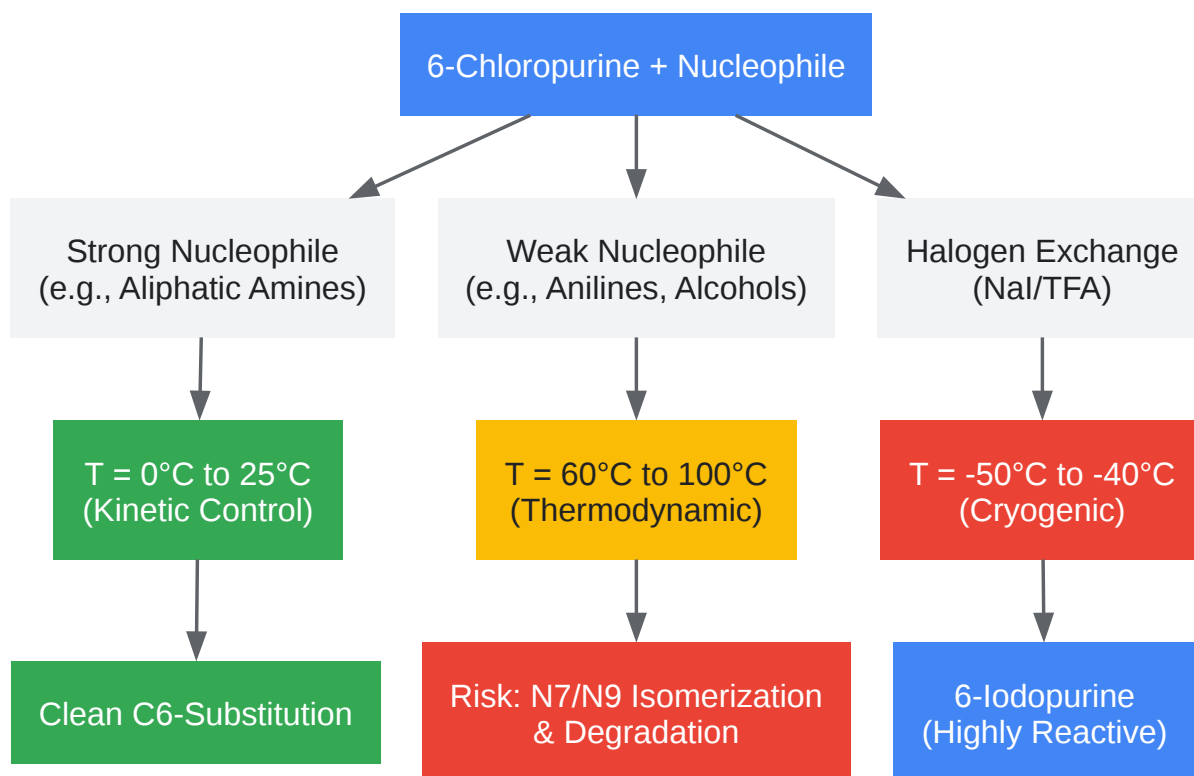 6-Chloropurine + Nucleophile
Strong Nucleophile
(e.g., Aliphatic Amines)
Weak Nucleophile
(e.g., Anilines, Alcohols)
Halogen Exchange
(NaI/TFA)
T = 0°C to 25°C
(Kinetic Control)
T = 60°C to 100°C
(Thermodynamic)
T = -50°C to -40°C
(Cryogenic)
Clean C6-Substitution
Risk: N7/N9 Isomerization
& Degradation
6-Iodopurine
(Highly Reactive)